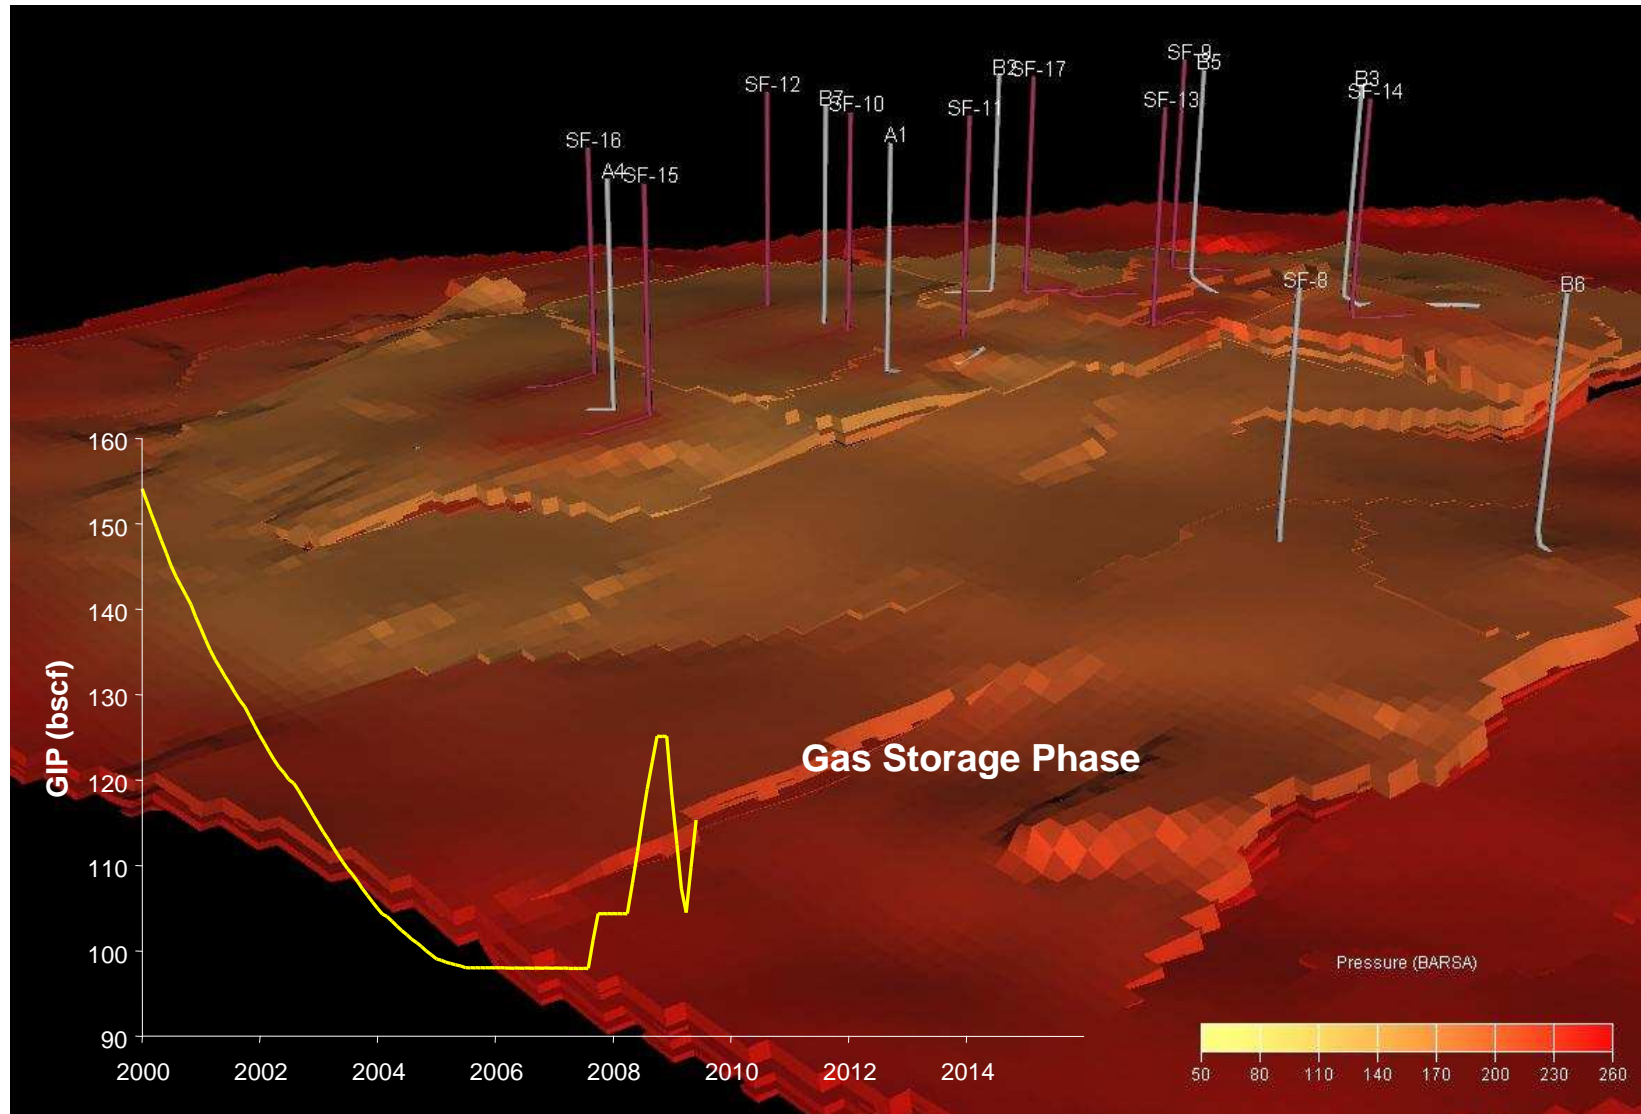 SF-9
B5
B2
SF-17
B3
SF-14
SF-12
B7
SF-10
SF-11
SF-13
A1
SF-16
A4
SF-15
SF-8
B6
160
150
140
130
120
110
100
90
GIP (bscf)
Gas Storage Phase
2000 2002 2004 2006 2008 2010 2012 2014
Pressure (BARSA)
50 80 110 140 170 200 230 260